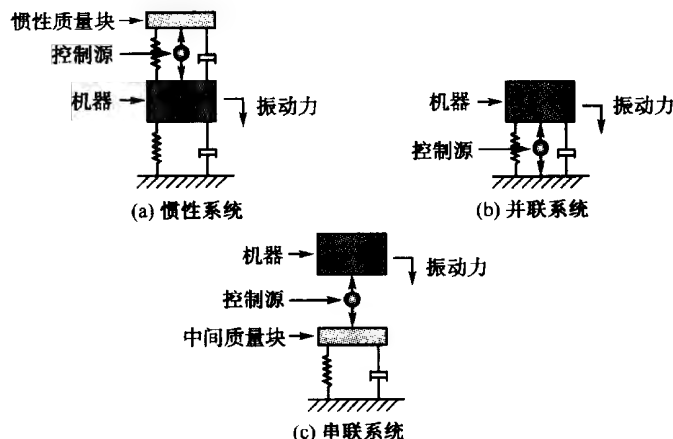 惯性质量块
控制源
机器
振动力
(a) 惯性系统
机器
振动力
控制源
(b) 并联系统
机器
振动力
控制源
中间质量块
(c) 串联系统